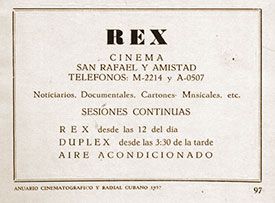 REX
CINEMA
SAN RAFAEL Y AMISTAD
TELEFONOS: M-2214 y A-0507
Noticiarios, Documentales, Cartones- Musicales, etc.
SESIONES CONTINUAS
REX desde las 12 del día
DUPLEX desde las 3:30 de la tarde
AIRE ACONDICIONADO
ANUARIO CINEMATOGRAFICO Y RADIAL CUBANO 1957
97